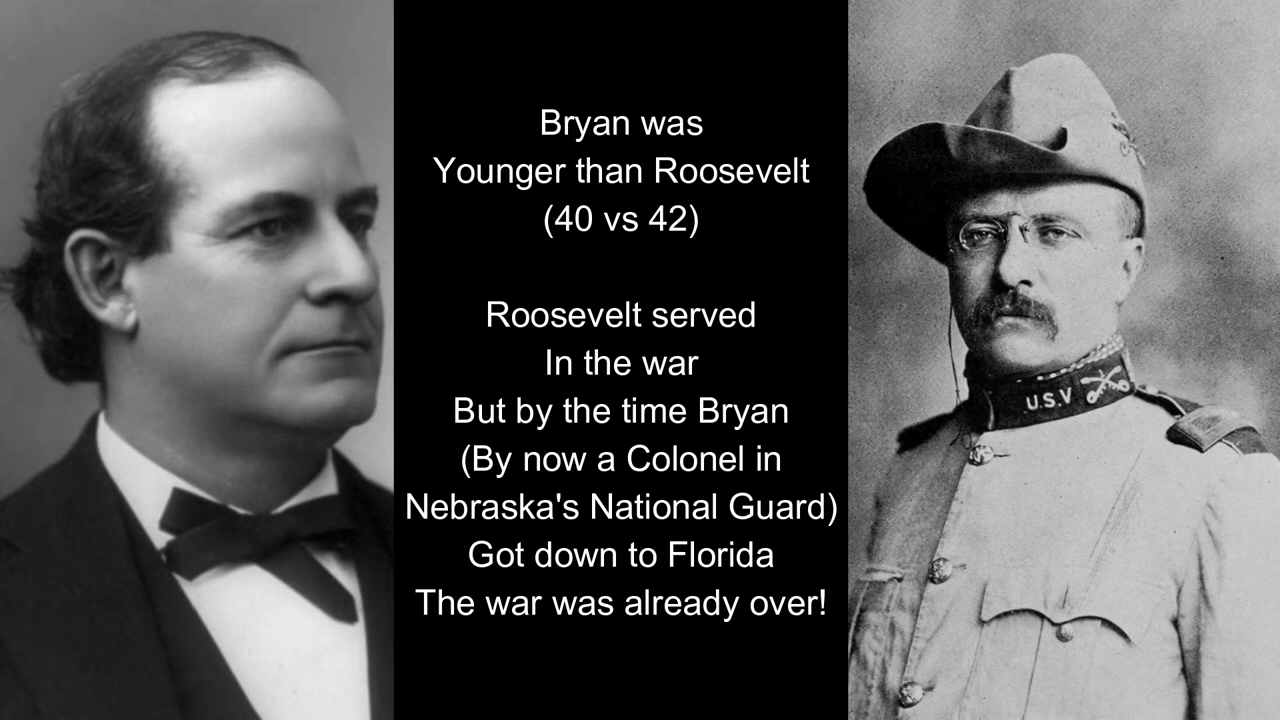 Bryan was
Younger than Roosevelt
(40 vs 42)
Roosevelt served
In the war
But by the time Bryan
(By now a Colonel in
Nebraska's National Guard)
Got down to Florida
The war was already over!
U.S.V